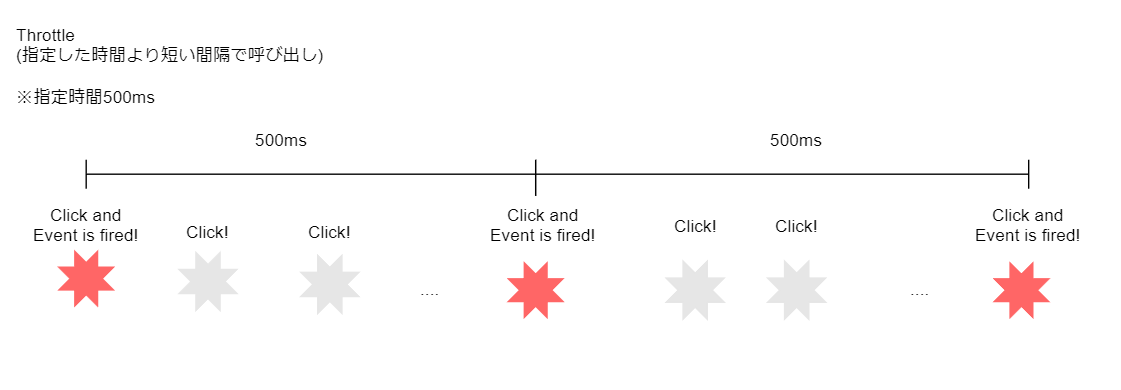 Throttle
(指定した時間より短い間隔で呼び出し)
※指定時間500ms
500ms
500ms
Click and
Event is fired!
Click!
Click!
Click and
Event is fired!
Click!
Click!
Click and
Event is fired!
....
....